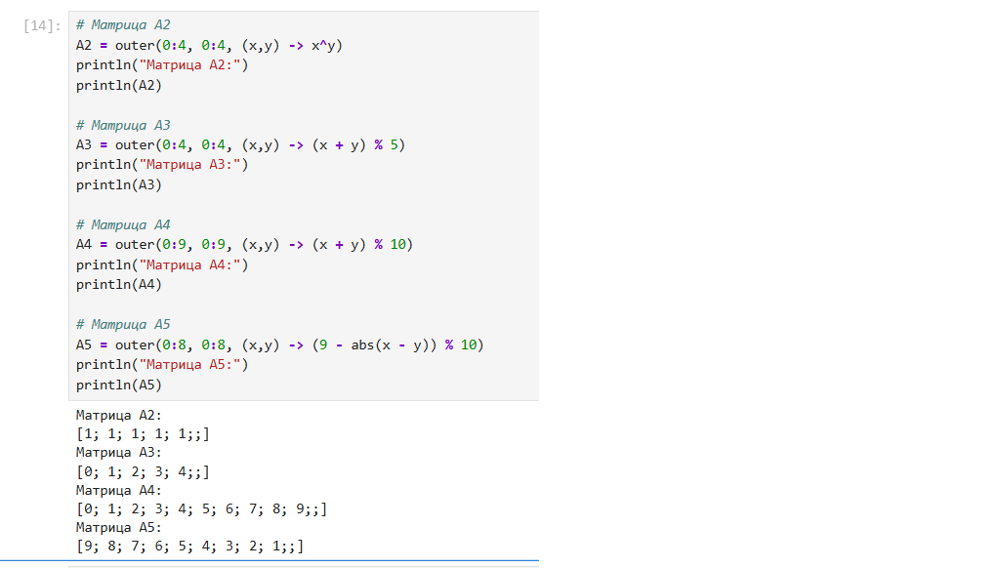 [14]:
# Матрица A2
A2 = outer(0:4, 0:4, (x,y) -> x^y)
println("Матрица A2:")
println(A2)
# Матрица A3
A3 = outer(0:4, 0:4, (x,y) -> (x + y) % 5)
println("Матрица A3:")
println(A3)
# Матрица A4
A4 = outer(0:9, 0:9, (x,y) -> (x + y) % 10)
println("Матрица A4:")
println(A4)
# Матрица A5
A5 = outer(0:8, 0:8, (x,y) -> (9 - abs(x - y)) % 10)
println("Матрица A5:")
println(A5)
Матрица A2:
[1; 1; 1; 1; 1;;]
Матрица A3:
[0; 1; 2; 3; 4;;]
Матрица A4:
[0; 1; 2; 3; 4; 5; 6; 7; 8; 9;;]
Матрица A5:
[9; 8; 7; 6; 5; 4; 3; 2; 1;;]